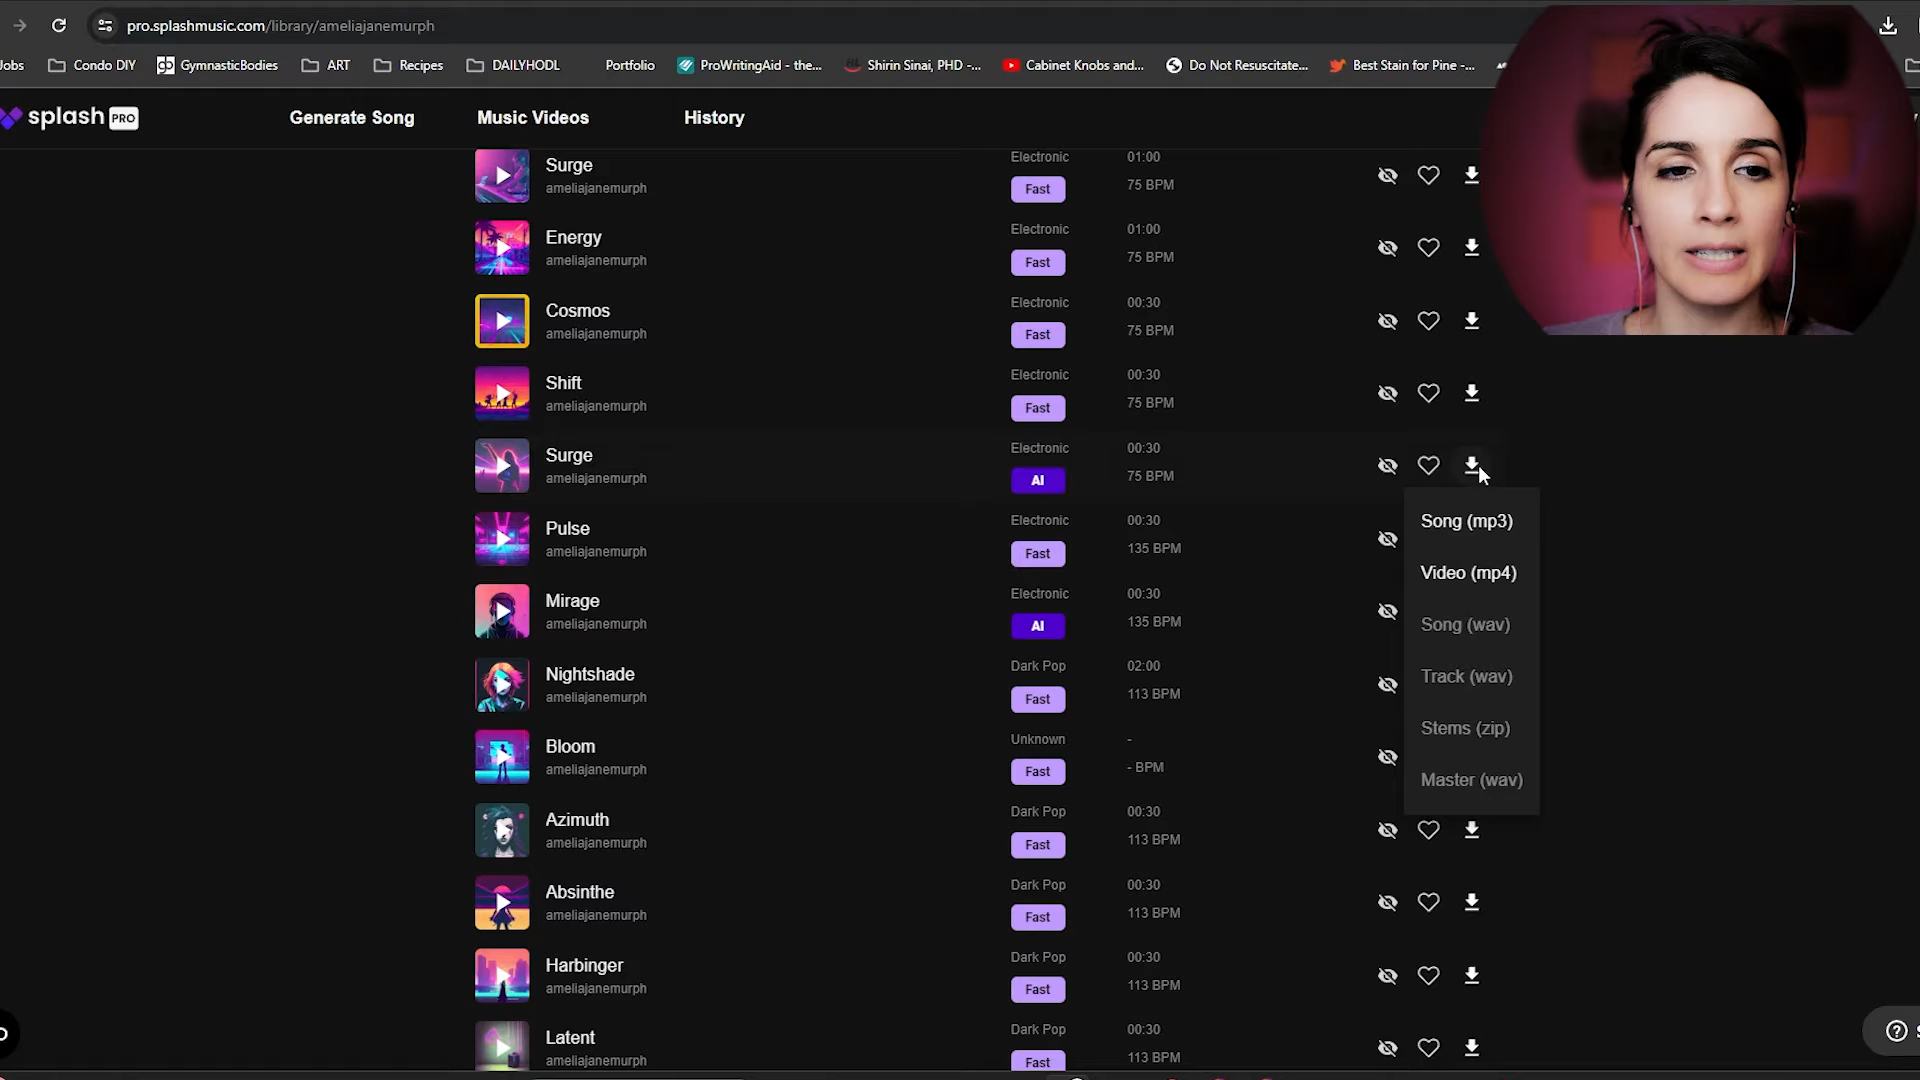 pro.splashmusic.com/library/ameliajanemurph
Jobs
Condo DIY
GymnasticBodies
ART
Recipes
DAILYHODL
Portfolio
ProWritingAid - the...
Shirin Sinai, PHD -...
Cabinet Knobs and...
Do Not Resuscitate...
Best Stain for Pine -...
splash PRO
Generate Song
Music Videos
History
Surge
ameliajanemurph
Electronic
Fast
01:00
75 BPM
Energy
ameliajanemurph
Electronic
Fast
01:00
75 BPM
Cosmos
ameliajanemurph
Electronic
Fast
00:30
75 BPM
Shift
ameliajanemurph
Electronic
Fast
00:30
75 BPM
Surge
ameliajanemurph
Electronic
AI
00:30
75 BPM
Pulse
ameliajanemurph
Electronic
Fast
00:30
135 BPM
Mirage
ameliajanemurph
Electronic
AI
00:30
135 BPM
Nightshade
ameliajanemurph
Dark Pop
Fast
02:00
113 BPM
Bloom
ameliajanemurph
Unknown
Fast
-
- BPM
Azimuth
ameliajanemurph
Dark Pop
Fast
00:30
113 BPM
Absinthe
ameliajanemurph
Dark Pop
Fast
00:30
113 BPM
Harbinger
ameliajanemurph
Dark Pop
Fast
00:30
113 BPM
Latent
ameliajanemurph
Dark Pop
Fast
00:30
113 BPM
Song (mp3)
Video (mp4)
Song (wav)
Track (wav)
Stems (zip)
Master (wav)